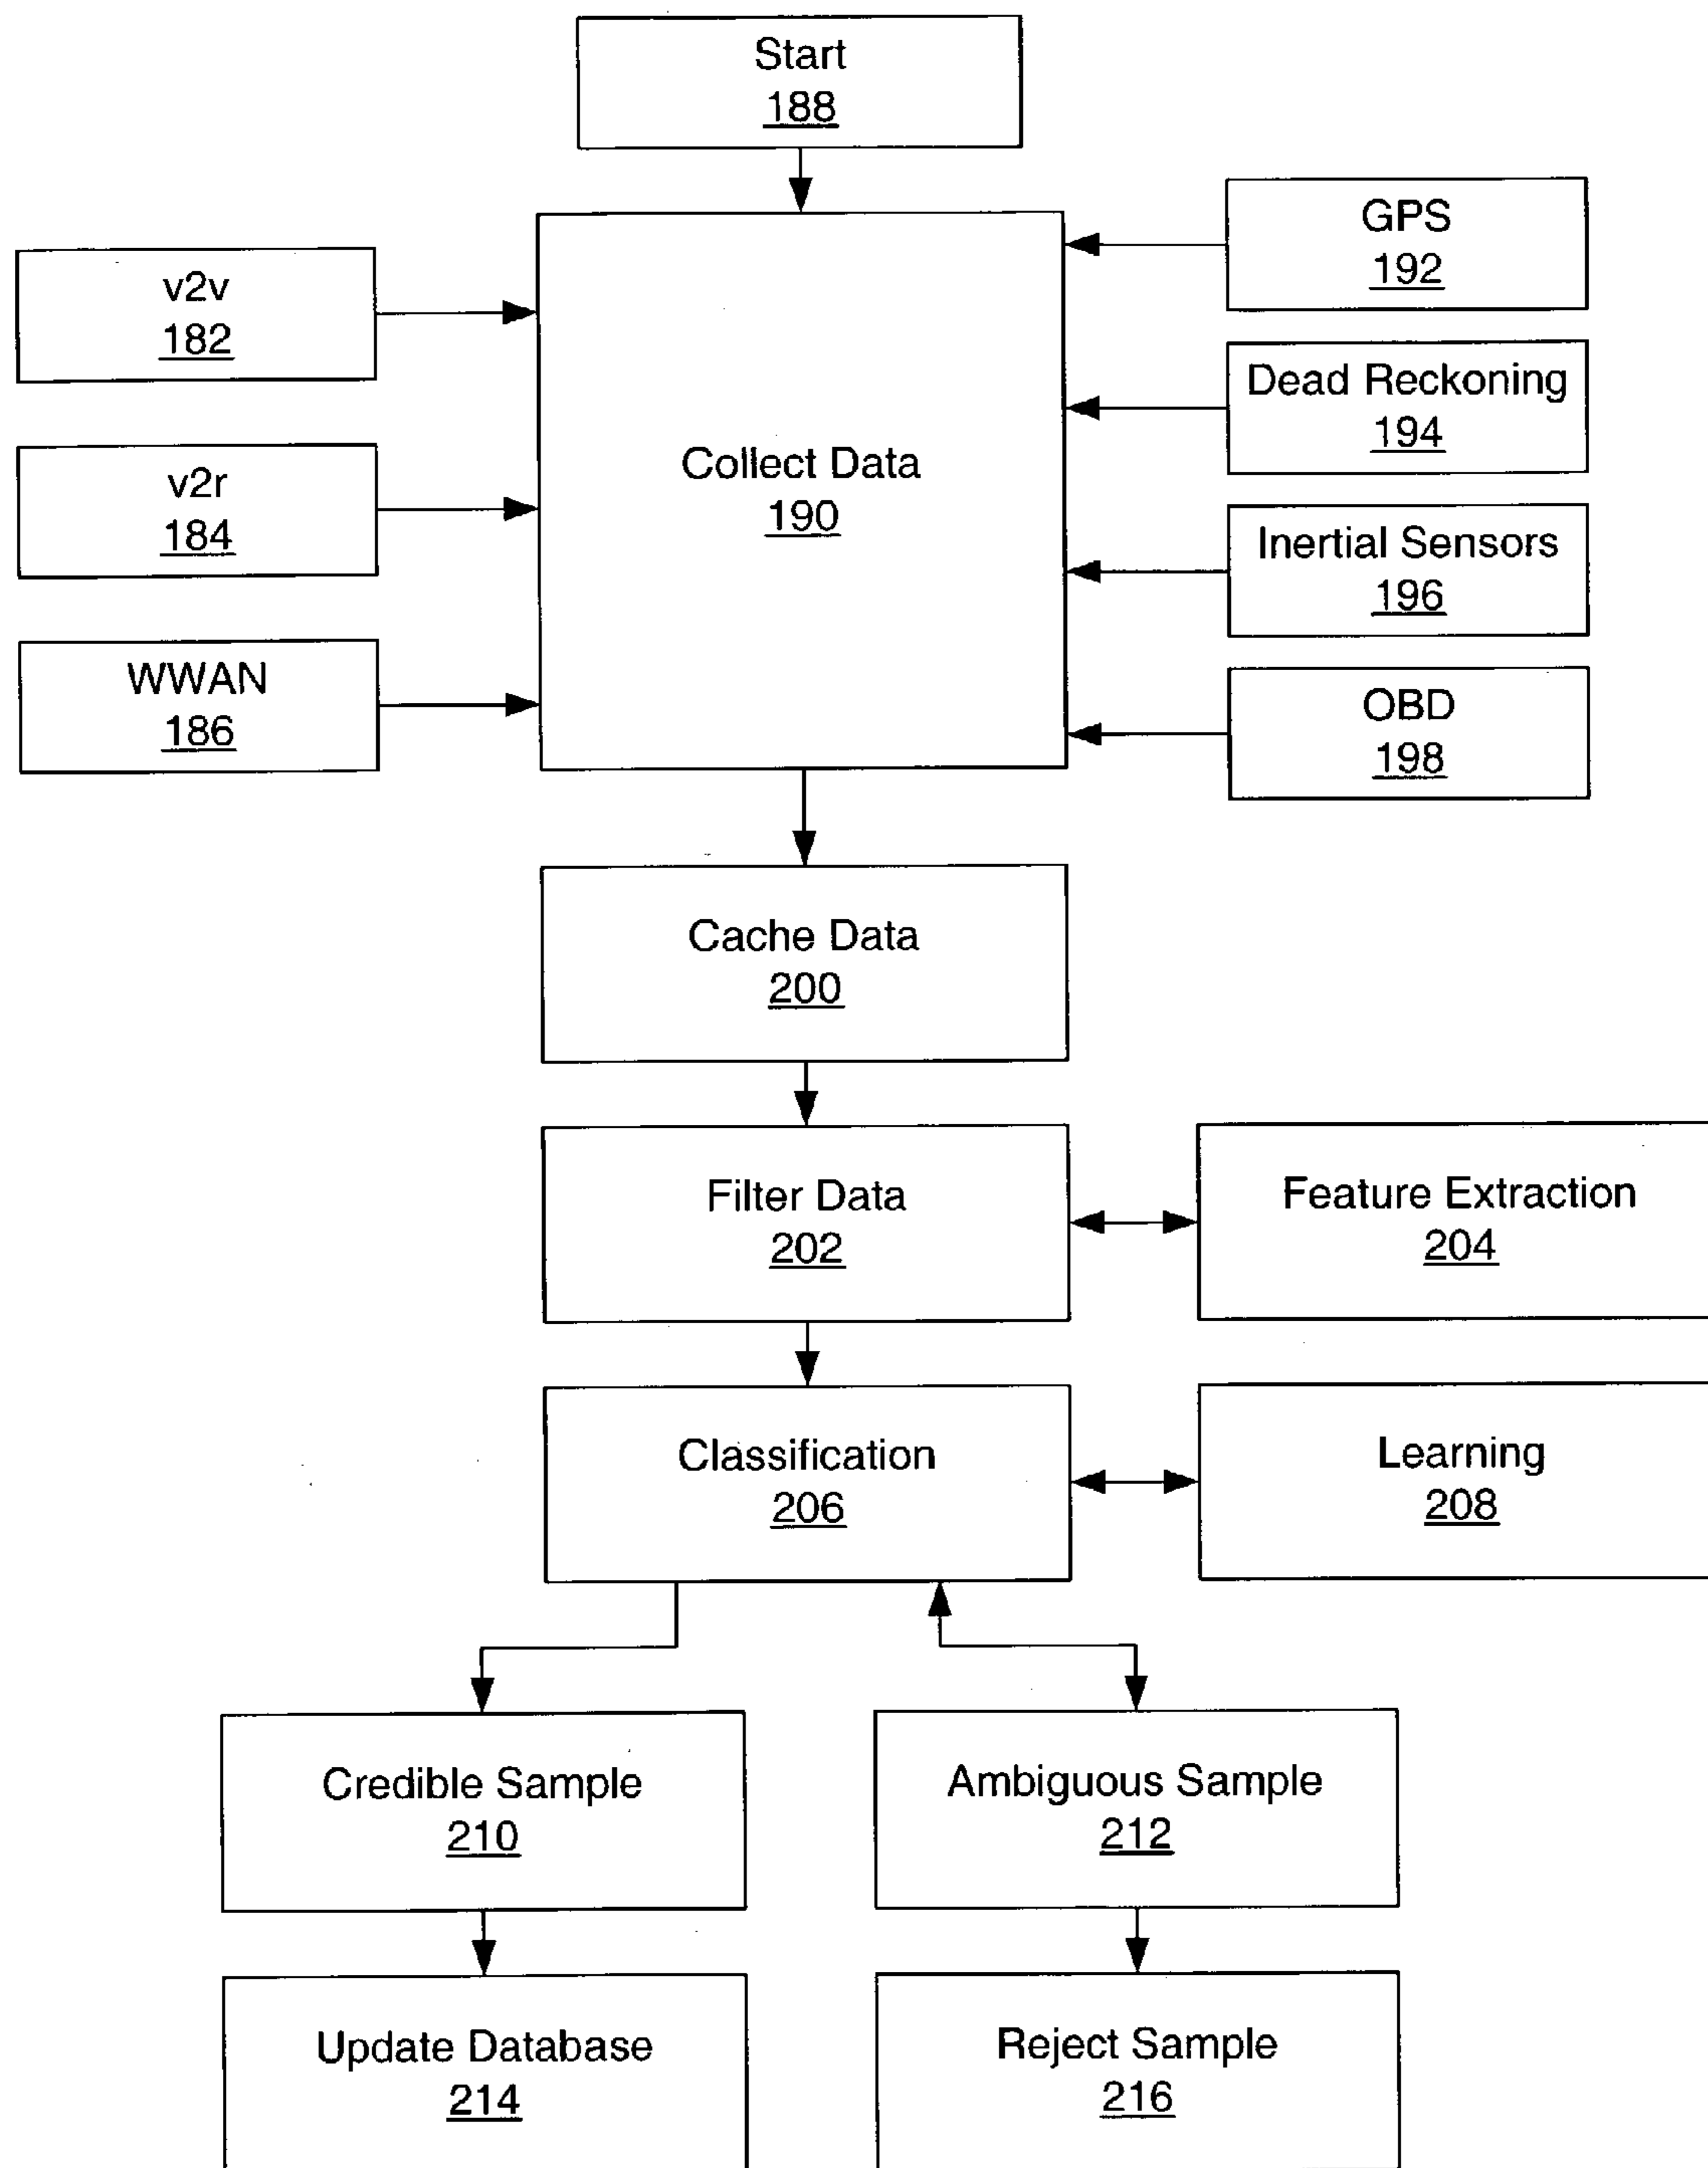 Start
188
GPS
192
v2v
182
Dead Reckoning
194
Collect Data
190
v2r
184
Inertial Sensors
196
WWAN
186
OBD
198
Cache Data
200
Filter Data
202
Feature Extraction
204
Classification
206
Learning
208
Credible Sample
210
Ambiguous Sample
212
Update Database
214
Reject Sample
216